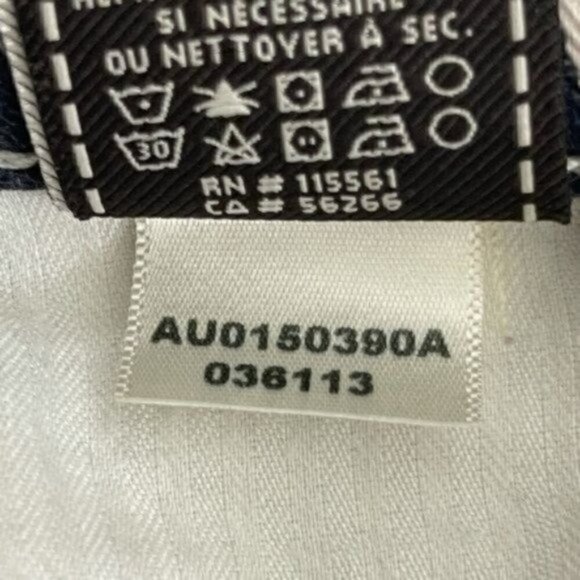 SI NÉCESSAIRE
OU NETTOYER À SEC.
30
RN # 115561
CA # 56266
AU0150390A
036113